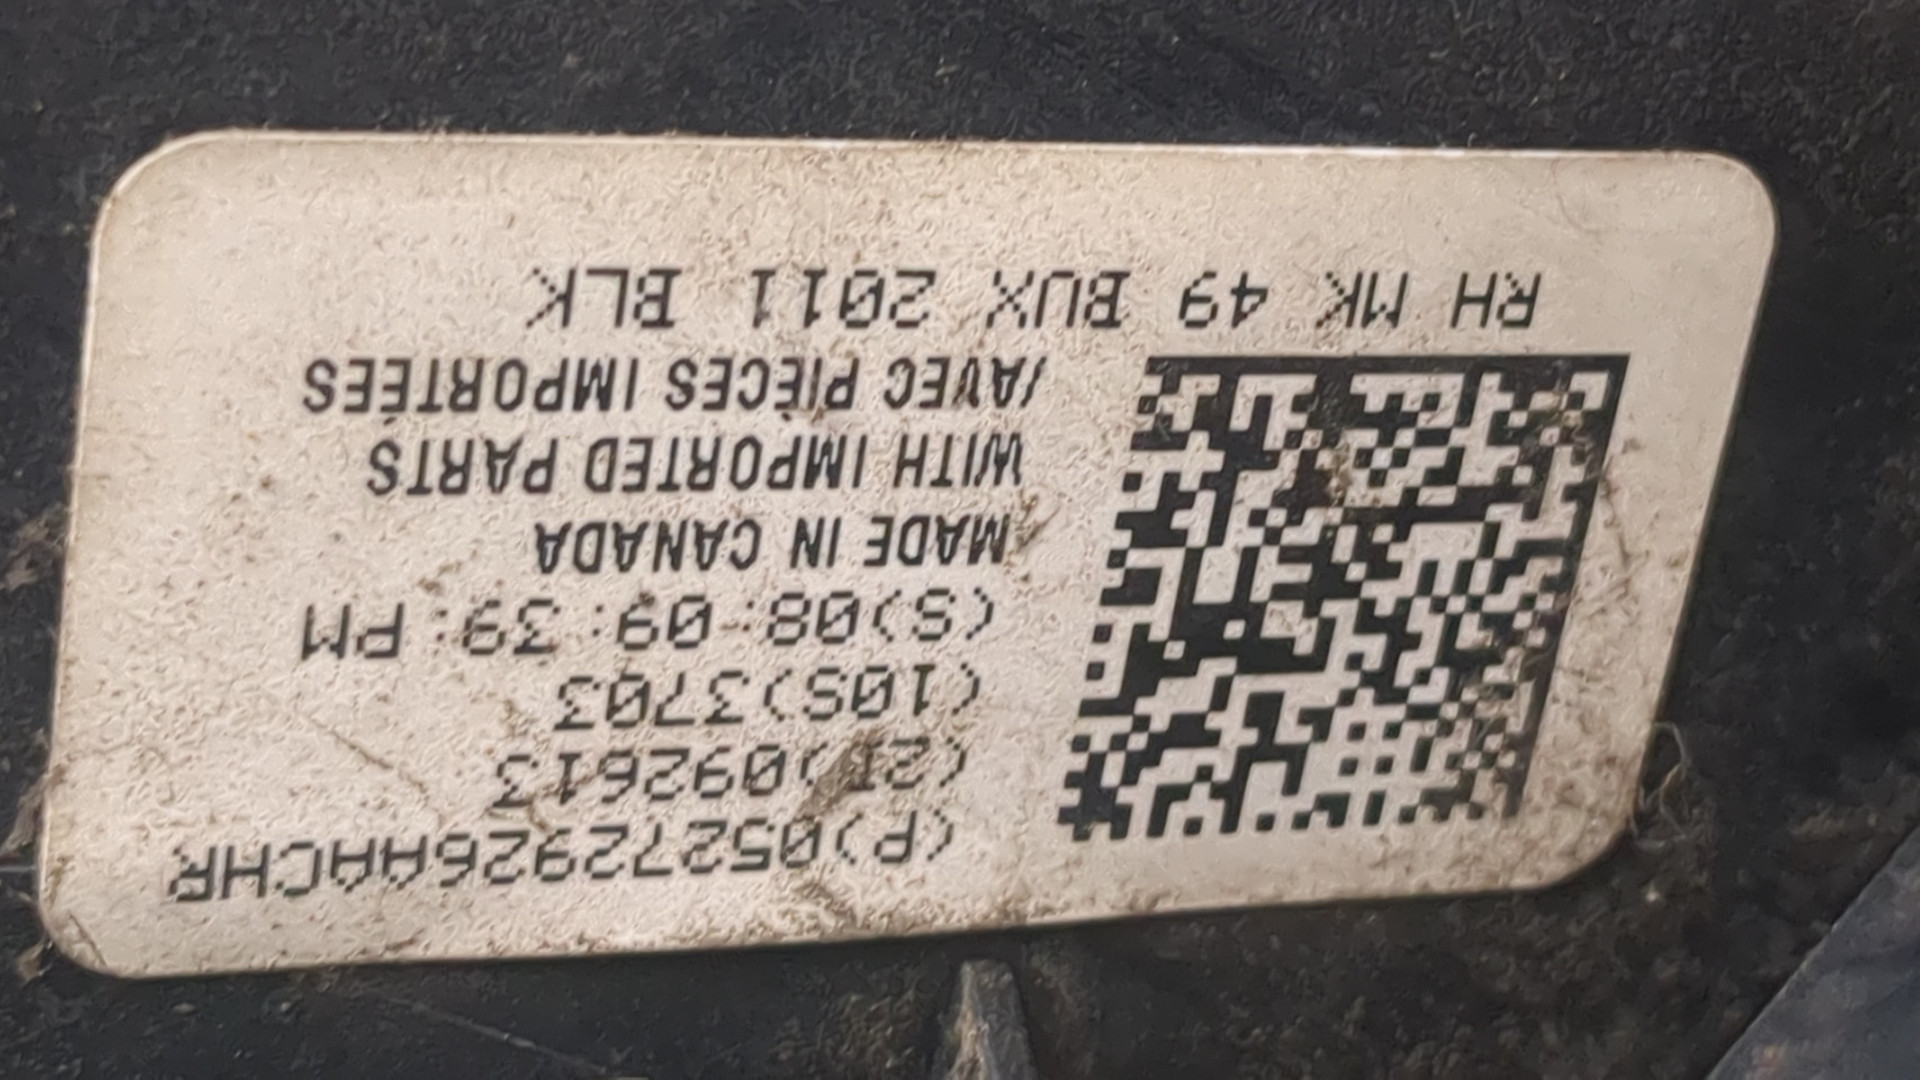 (P)05272926AACHR
(2D)092613
(10S)3703
(S)08:09:39:PM
MADE IN CANADA
WITH IMPORTED PARTS
/AVEC PIÈCES IMPORTÉES
RH MK 49 BUX 2011 BLK